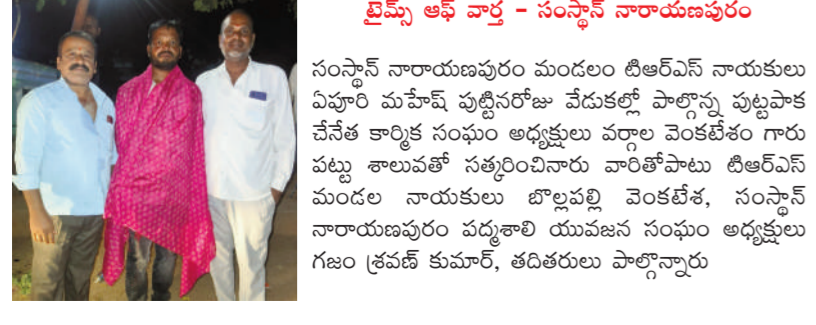 టైమ్స్ ఆఫ్ వార్త - సంస్థాన్ నారాయణపురం
సంస్థాన్ నారాయణపురం మండలం టిఆర్ఎస్ నాయకులు
ఏపూరి మహేష్ పుట్టినరోజు వేడుకల్లో పాల్గొన్న పుట్టపాక
చేనేత కార్మిక సంఘం అధ్యక్షులు వర్గాల వెంకటేశం గారు
పట్టు శాలువతో సత్కరించినారు వారితోపాటు టిఆర్ఎస్
మండల నాయకులు బొల్లపల్లి వెంకటేశ, సంస్థాన్
నారాయణపురం పద్మశాలి యువజన సంఘం అధ్యక్షులు
గజం శ్రవణ్ కుమార్, తదితరులు పాల్గొన్నారు